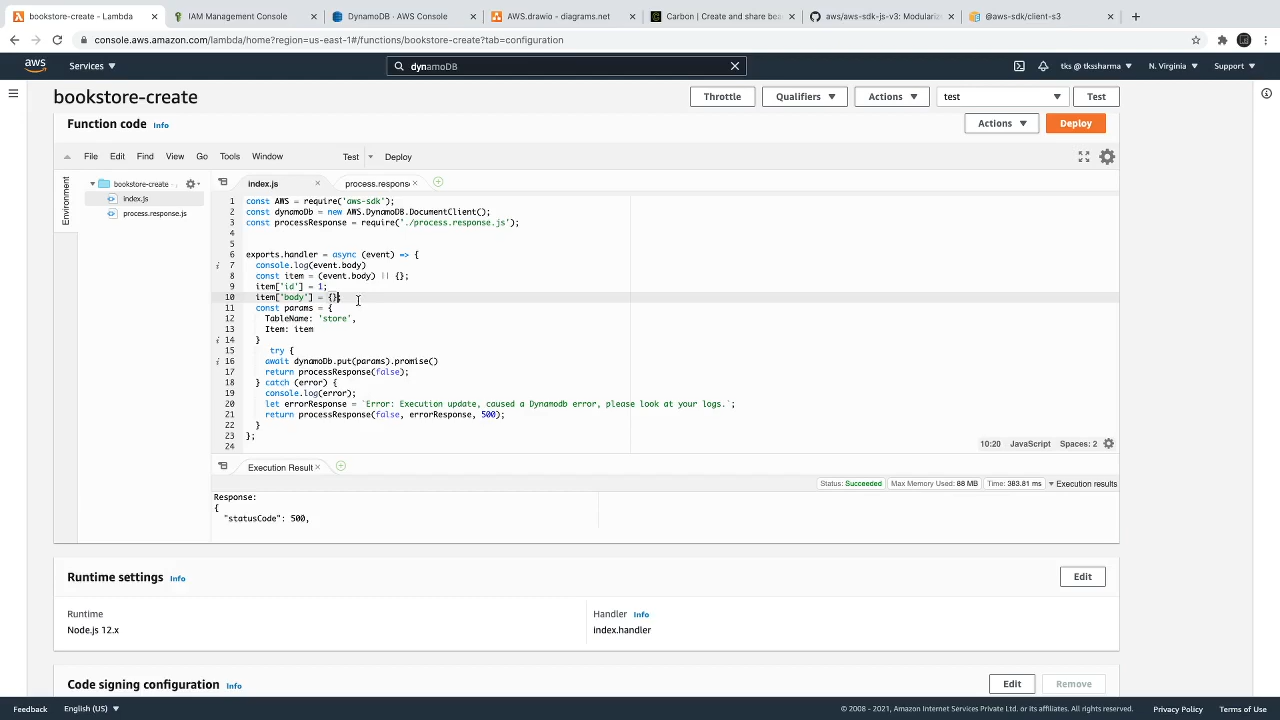 bookstore-create - Lambda
IAM Management Console
DynamoDB - AWS Console
AWS.drawio - diagrams.net
Carbon | Create and share bea
aws/aws-sdk-js-v3: Modulariz
@aws-sdk/client-s3
console.aws.amazon.com/lambda/home?region=us-east-1#/functions/bookstore-create?tab=configuration
aws
Services
dynamoDB
tks @ tkssharma
N. Virginia
Support
bookstore-create
Throttle
Qualifiers
Actions
test
Test
Function code
Info
Actions
Deploy
File
Edit
Find
View
Go
Tools
Window
Test
Deploy
Environment
bookstore-create -
index.js
process.response.js
index.js
process.respons
1 const AWS = require('aws-sdk');
2 const dynamoDb = new AWS.DynamoDB.DocumentClient();
3 const processResponse = require('./process.response.js');
4
5
6 exports.handler = async (event) => {
7 console.log(event.body)
8 const item = (event.body) || {};
9 item['id'] = 1;
10 item['body'] = {};
11 const params = {
12 TableName: 'store',
13 Item: item
14 }
15 try {
16 await dynamoDb.put(params).promise()
17 return processResponse(false);
18 } catch (error) {
19 console.log(error);
20 let errorResponse = `Error: Execution update, caused a Dynamodb error, please look at your logs.`;
21 return processResponse(false, errorResponse, 500);
22 }
23 };
24
10:20 JavaScript Spaces: 2
Execution Result
Status: Succeeded
Max Memory Used: 88 MB
Time: 383.81 ms
Execution results
Response:
{
"statusCode": 500,
Runtime settings
Info
Edit
Runtime
Node.js 12.x
Handler
Info
index.handler
Code signing configuration
Info
Edit
Remove
Feedback
English (US)
© 2008 - 2021, Amazon Internet Services Private Ltd. or its affiliates. All rights reserved.
Privacy Policy
Terms of Use